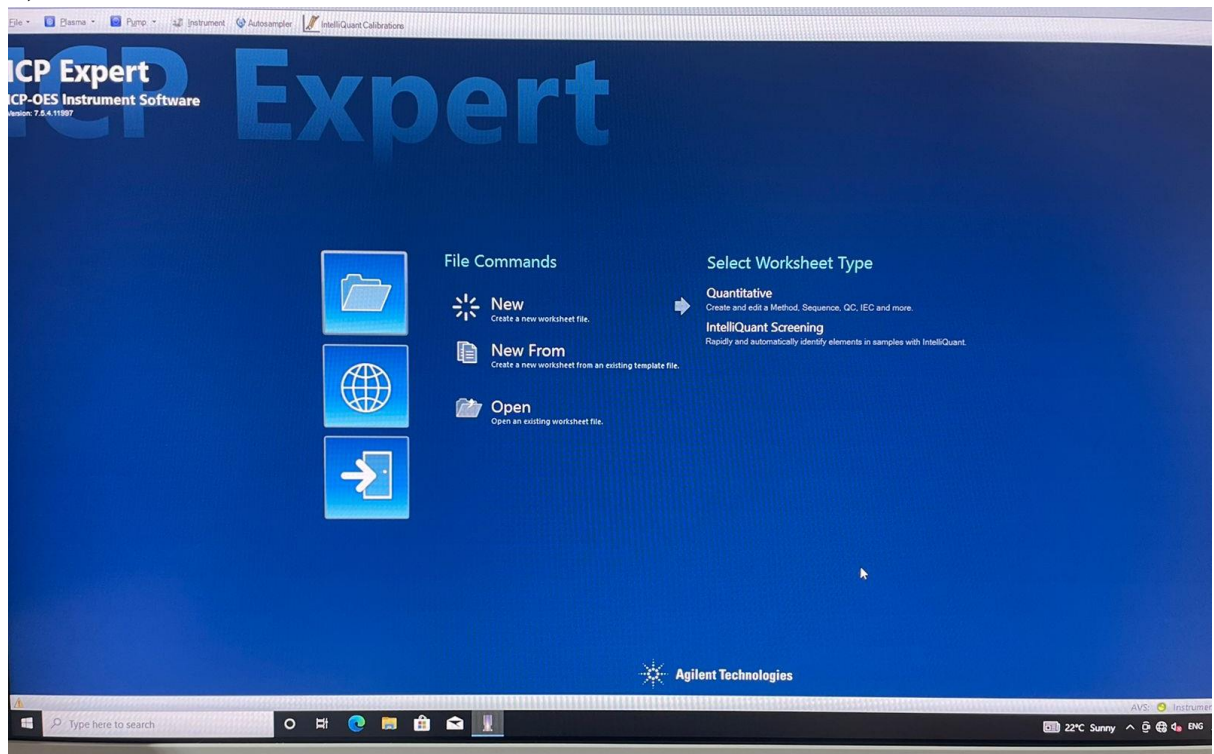 File Plasma Pump Instrument Autosampler IntelliQuant Calibrations
ICP Expert
ICP Expert
ICP-OES Instrument Software
Version: 7.5.4.11997
File Commands
Select Worksheet Type
New
Create a new worksheet file.
Quantitative
Create and edit a Method, Sequence, QC, IEC and more.
IntelliQuant Screening
Rapidly and automatically identify elements in samples with IntelliQuant.
New From
Create a new worksheet from an existing template file.
Open
Open an existing worksheet file.
Agilent Technologies
AVS: Instrumen
Type here to search
22°C Sunny ENG